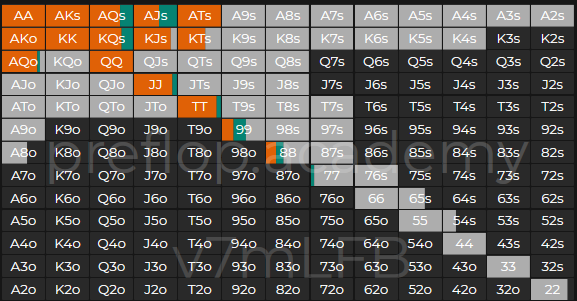 AA AKs AQs AJs ATs A9s A8s A7s A6s A5s A4s A3s A2s
AKo KK KQs KJs KTs K9s K8s K7s K6s K5s K4s K3s K2s
AQo KQo QQ QJs QTs Q9s Q8s Q7s Q6s Q5s Q4s Q3s Q2s
AJo KJo QJo JJ JTs J9s J8s J7s J6s J5s J4s J3s J2s
ATo KTo QTo JTo TT T9s T8s T7s T6s T5s T4s T3s T2s
A9o K9o Q9o J9o T9o 99 98s 97s 96s 95s 94s 93s 92s
A8o K8o Q8o J8o T8o 98o 88 87s 86s 85s 84s 83s 82s
preflop.academy
A7o K7o Q7o J7o T7o 97o 87o 77 76s 75s 74s 73s 72s
A6o K6o Q6o J6o T6o 96o 86o 76o 66 65s 64s 63s 62s
A5o K5o Q5o J5o T5o 95o 85o 75o 65o 55 54s 53s 52s
A4o K4o Q4o J4o T4o 94o 84o 74o 64o 54o 44 43s 42s
v7mLFB
A3o K3o Q3o J3o T3o 93o 83o 73o 63o 53o 43o 33 32s
A2o K2o Q2o J2o T2o 92o 82o 72o 62o 52o 42o 32o 22